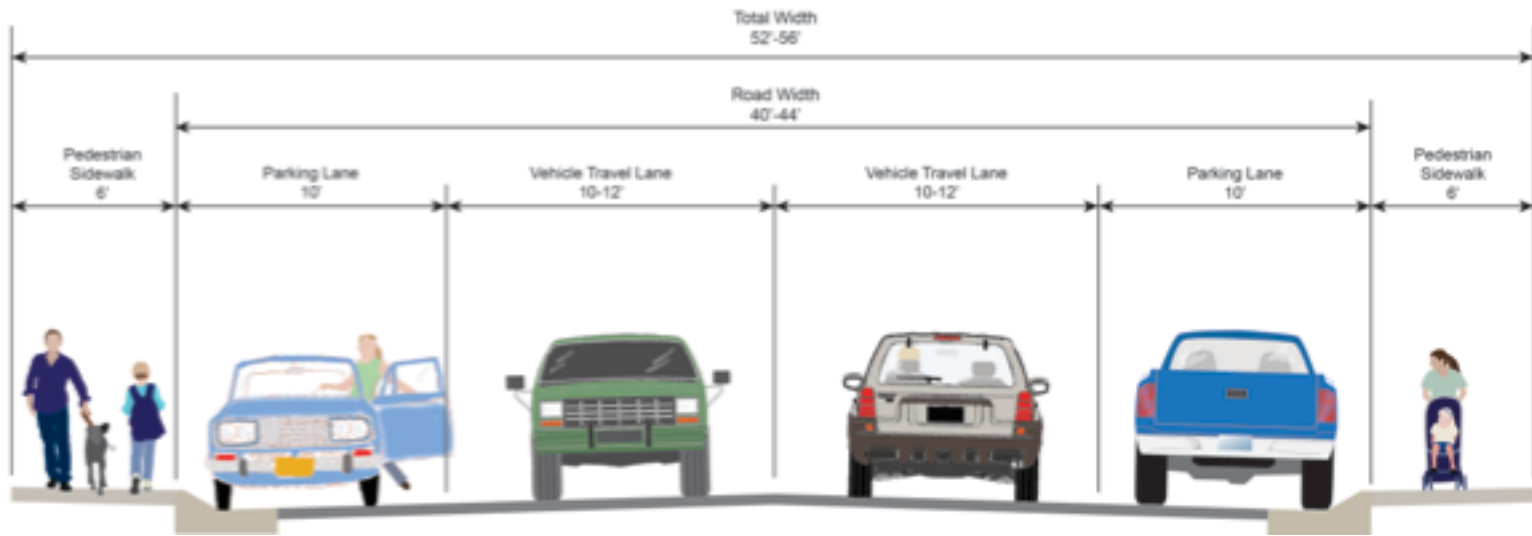 Total Width
52'-56'
Road Width
40'-44'
Pedestrian
Sidewalk
6'
Parking Lane
10'
Vehicle Travel Lane
10-12'
Vehicle Travel Lane
10-12'
Parking Lane
10'
Pedestrian
Sidewalk
6'